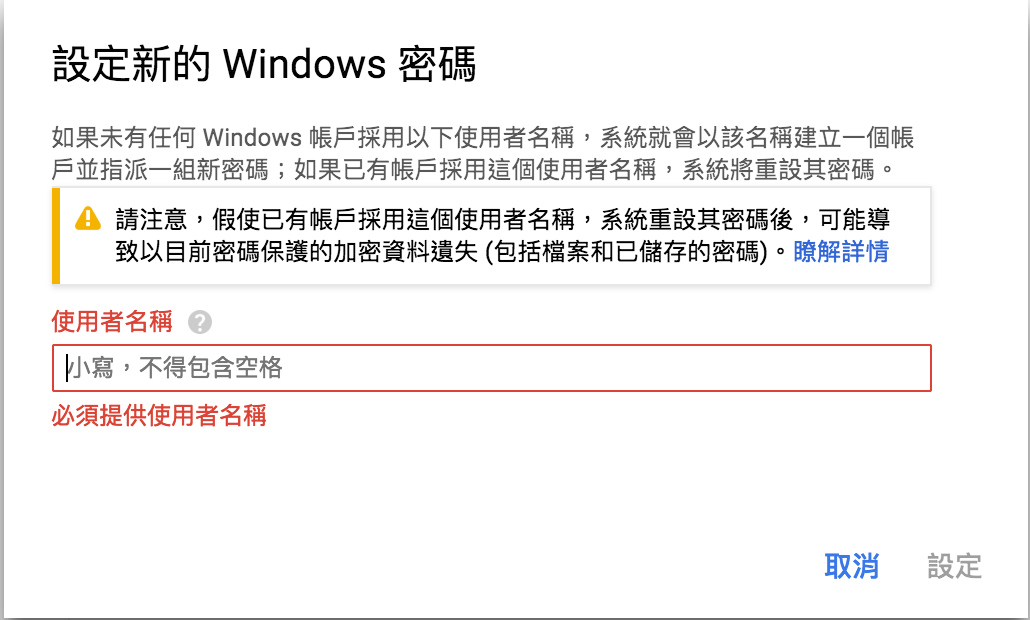 設定新的 Windows 密碼
如果未有任何 Windows 帳戶採用以下使用者名稱，系統就會以該名稱建立一個帳
戶並指派一組新密碼；如果已有帳戶採用這個使用者名稱，系統將重設其密碼。
請注意，假使已有帳戶採用這個使用者名稱，系統重設其密碼後，可能導
致以目前密碼保護的加密資料遺失 (包括檔案和已儲存的密碼)。瞭解詳情
使用者名稱 ?
小寫，不得包含空格
必須提供使用者名稱
取消 設定